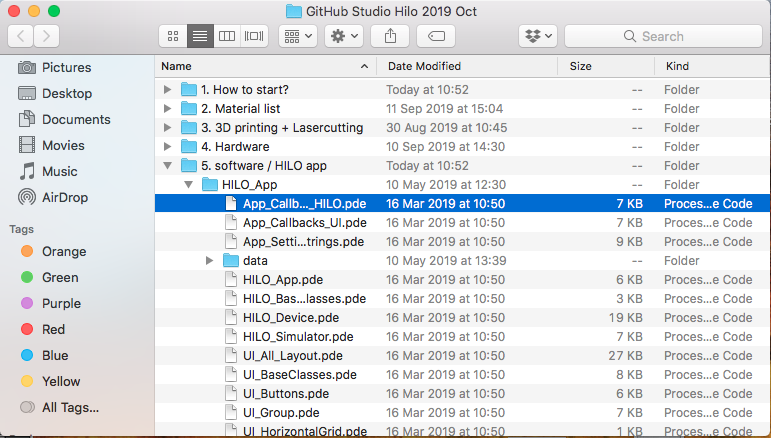 GitHub Studio Hilo 2019 Oct
Search
Pictures
Desktop
Documents
Movies
Music
AirDrop
Tags
Orange
Green
Purple
Red
Blue
Yellow
All Tags...
Name Date Modified Size Kind
1. How to start? Today at 10:52 -- Folder
2. Material list 11 Sep 2019 at 15:04 -- Folder
3. 3D printing + Lasercutting 30 Aug 2019 at 10:45 -- Folder
4. Hardware 10 Sep 2019 at 14:30 -- Folder
5. software / HILO app Today at 10:52 -- Folder
HILO_App 10 May 2019 at 12:30 -- Folder
App_Callb..._HILO.pde 16 Mar 2019 at 10:50 7 KB Proces...e Code
App_Callbacks_UI.pde 16 Mar 2019 at 10:50 7 KB Proces...e Code
App_Setti...trings.pde 16 Mar 2019 at 10:50 9 KB Proces...e Code
data 10 May 2019 at 13:39 -- Folder
HILO_App.pde 16 Mar 2019 at 10:50 6 KB Proces...e Code
HILO_Bas...lasses.pde 16 Mar 2019 at 10:50 3 KB Proces...e Code
HILO_Device.pde 16 Mar 2019 at 10:50 19 KB Proces...e Code
HILO_Simulator.pde 16 Mar 2019 at 10:50 7 KB Proces...e Code
UI_All_Layout.pde 16 Mar 2019 at 10:50 27 KB Proces...e Code
UI_BaseClasses.pde 16 Mar 2019 at 10:50 8 KB Proces...e Code
UI_Buttons.pde 16 Mar 2019 at 10:50 6 KB Proces...e Code
UI_Group.pde 16 Mar 2019 at 10:50 7 KB Proces...e Code
UI_HorizontalGrid.pde 16 Mar 2019 at 10:50 1 KB Proces...e Code